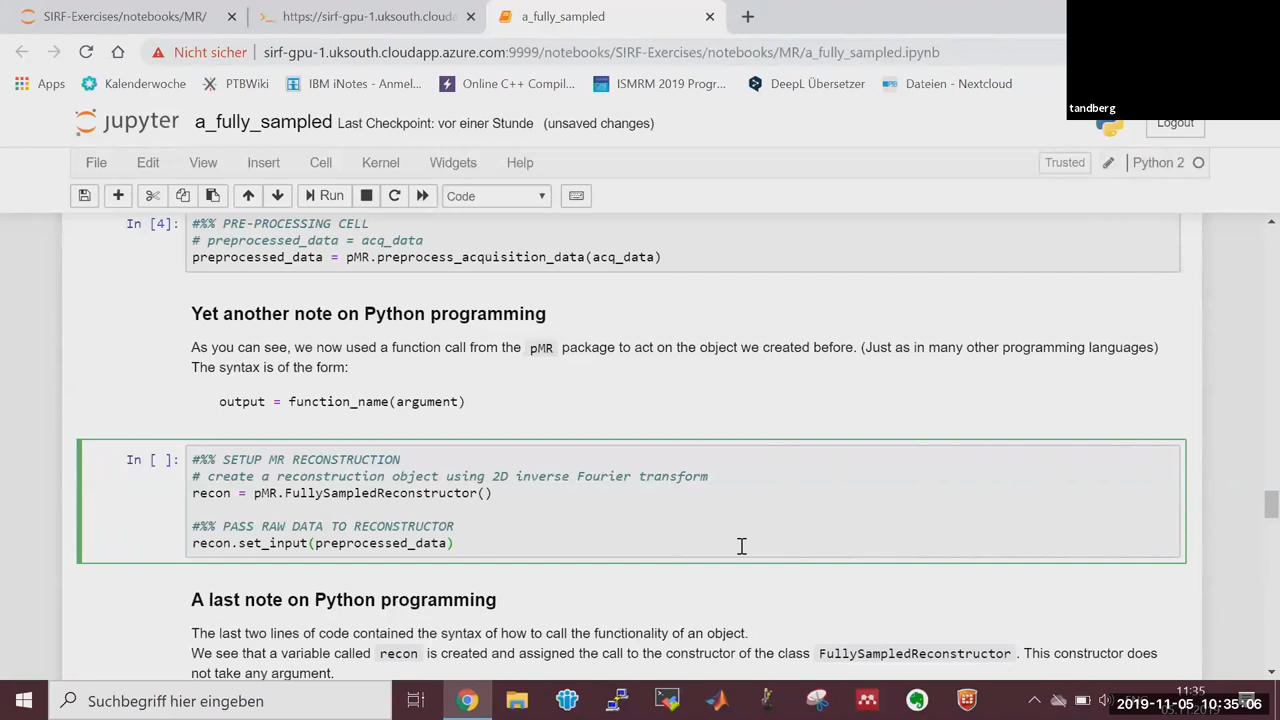 SIRF-Exercises/notebooks/MR/
https://sirf-gpu-1.uksouth.clouda
a_fully_sampled
Nicht sicher
sirf-gpu-1.uksouth.cloudapp.azure.com:9999/notebooks/SIRF-Exercises/notebooks/MR/a_fully_sampled.ipynb
Apps Kalenderwoche PTBWiki IBM iNotes - Anmel... Online C++ Compil... ISMRM 2019 Progr... DeepL Übersetzer Dateien - Nextcloud
tandberg
jupyter a_fully_sampled Last Checkpoint: vor einer Stunde (unsaved changes)
Logout
File Edit View Insert Cell Kernel Widgets Help Trusted Python 2
Run Code
In [4]: #%% PRE-PROCESSING CELL
# preprocessed_data = acq_data
preprocessed_data = pMR.preprocess_acquisition_data(acq_data)
Yet another note on Python programming
As you can see, we now used a function call from the pMR package to act on the object we created before. (Just as in many other programming languages)
The syntax is of the form:
output = function_name(argument)
In [ ]: #%% SETUP MR RECONSTRUCTION
# create a reconstruction object using 2D inverse Fourier transform
recon = pMR.FullySampledReconstructor()
#%% PASS RAW DATA TO RECONSTRUCTOR
recon.set_input(preprocessed_data)
A last note on Python programming
The last two lines of code contained the syntax of how to call the functionality of an object.
We see that a variable called recon is created and assigned the call to the constructor of the class FullySampledReconstructor. This constructor does
not take any argument.
Suchbegriff hier eingeben
11:35
2019-11-05 10:35:06